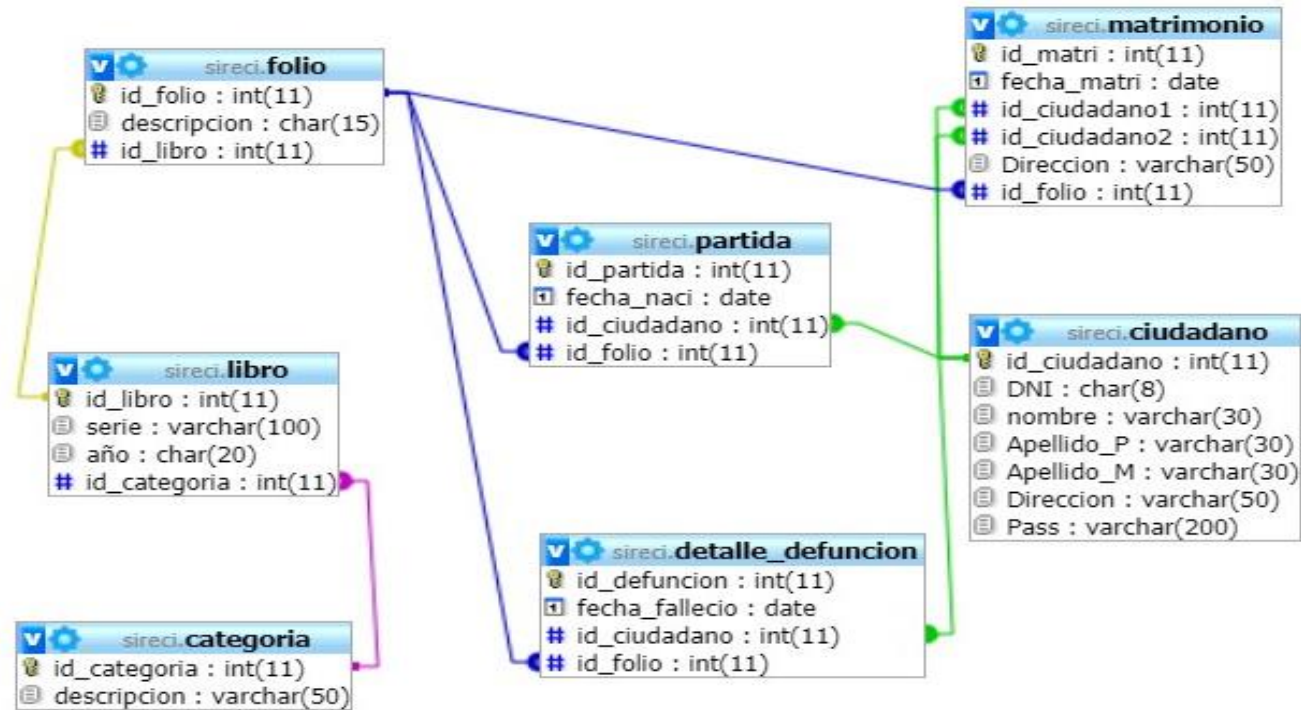 sireci.folio
id_folio : int(11)
descripcion : char(15)
# id_libro : int(11)
sireci.matrimonio
id_matri : int(11)
fecha_matri : date
# id_ciudadano1 : int(11)
# id_ciudadano2 : int(11)
Direccion : varchar(50)
# id_folio : int(11)
sireci.partida
id_partida : int(11)
fecha_naci : date
# id_ciudadano : int(11)
# id_folio : int(11)
sireci.ciudadano
id_ciudadano : int(11)
DNI : char(8)
nombre : varchar(30)
Apellido_P : varchar(30)
Apellido_M : varchar(30)
Direccion : varchar(50)
Pass : varchar(200)
sireci.libro
id_libro : int(11)
serie : varchar(100)
año : char(20)
# id_categoria : int(11)
sireci.detalle_defuncion
id_defuncion : int(11)
fecha_fallecio : date
# id_ciudadano : int(11)
# id_folio : int(11)
sireci.categoria
id_categoria : int(11)
descripcion : varchar(50)